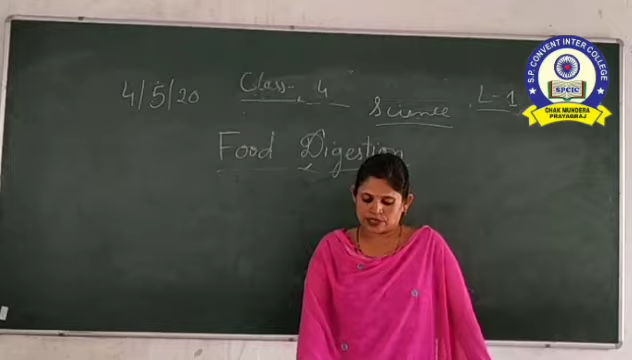 4/5/20 Class- 4 Science L-1
Food Digestion
S.P. CONVENT INTER COLLEGE
SPCIC
CHAK MUNDERA
PRAYAGRAJ